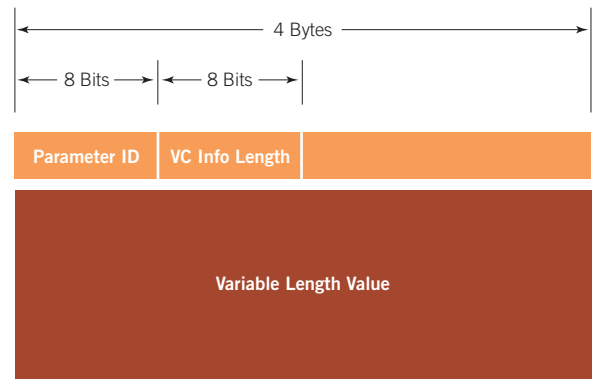 4 Bytes
8 Bits 8 Bits
Parameter ID VC Info Length
Variable Length Value